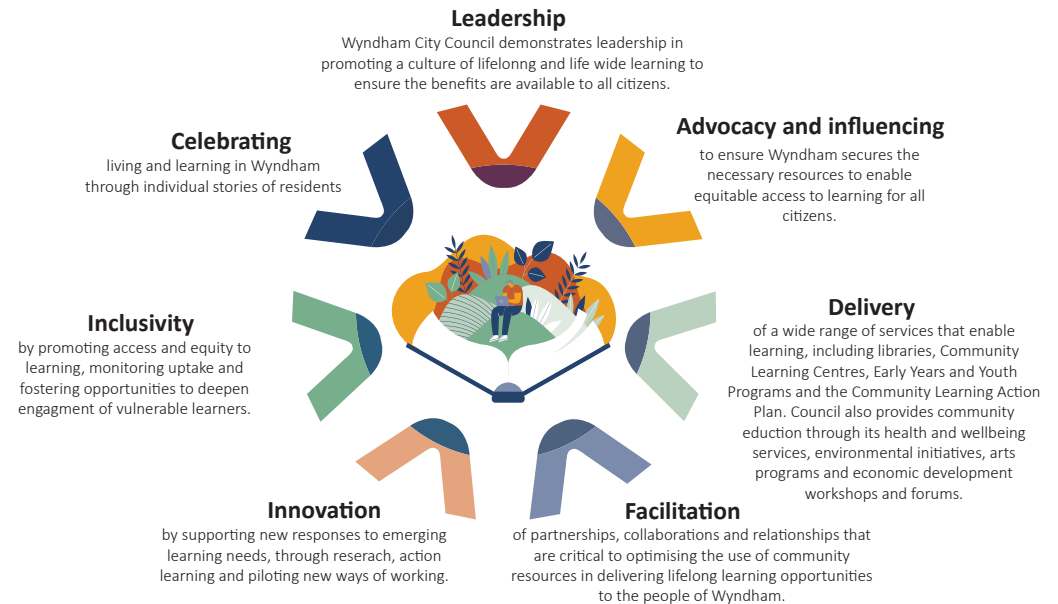 Leadership
Wyndham City Council demonstrates leadership in
promoting a culture of lifelonng and life wide learning to
ensure the benefits are available to all citizens.
Advocacy and influencing
to ensure Wyndham secures the
necessary resources to enable
equitable access to learning for all
citizens.
Delivery
of a wide range of services that enable
learning, including libraries, Community
Learning Centres, Early Years and Youth
Programs and the Community Learning Action
Plan. Council also provides community
eduction through its health and wellbeing
services, environmental initiatives, arts
programs and economic development
workshops and forums.
Facilitation
of partnerships, collaborations and relationships that
are critical to optimising the use of community
resources in delivering lifelong learning opportunities
to the people of Wyndham.
Innovation
by supporting new responses to emerging
learning needs, through reserach, action
learning and piloting new ways of working.
Inclusivity
by promoting access and equity to
learning, monitoring uptake and
fostering opportunities to deepen
engagment of vulnerable learners.
Celebrating
living and learning in Wyndham
through individual stories of residents